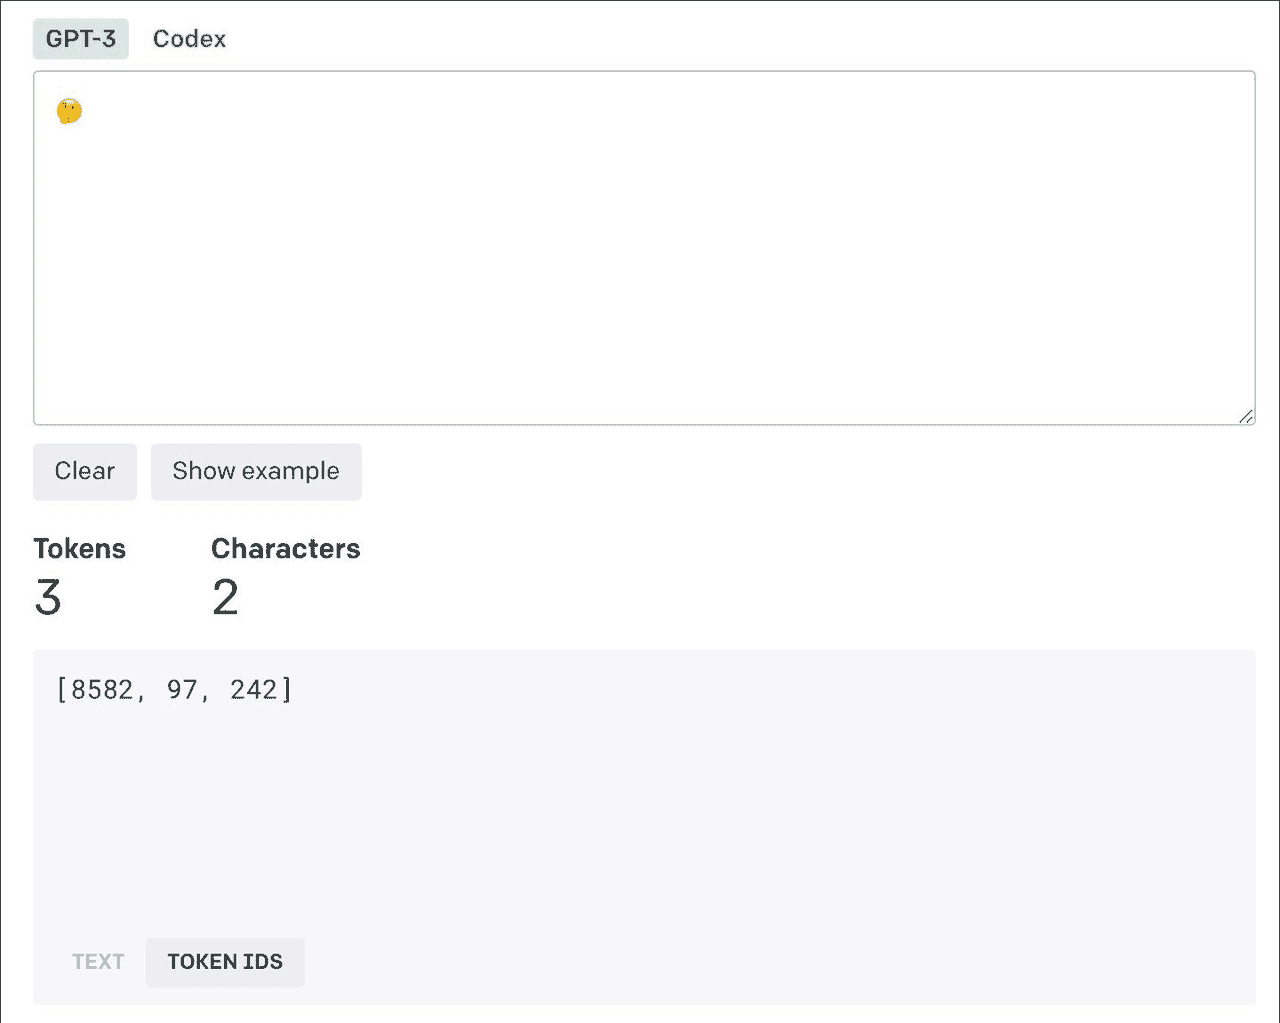 GPT-3 Codex
🤔
Clear Show example
Tokens Characters
3 2
[8582, 97, 242]
TEXT TOKEN IDS